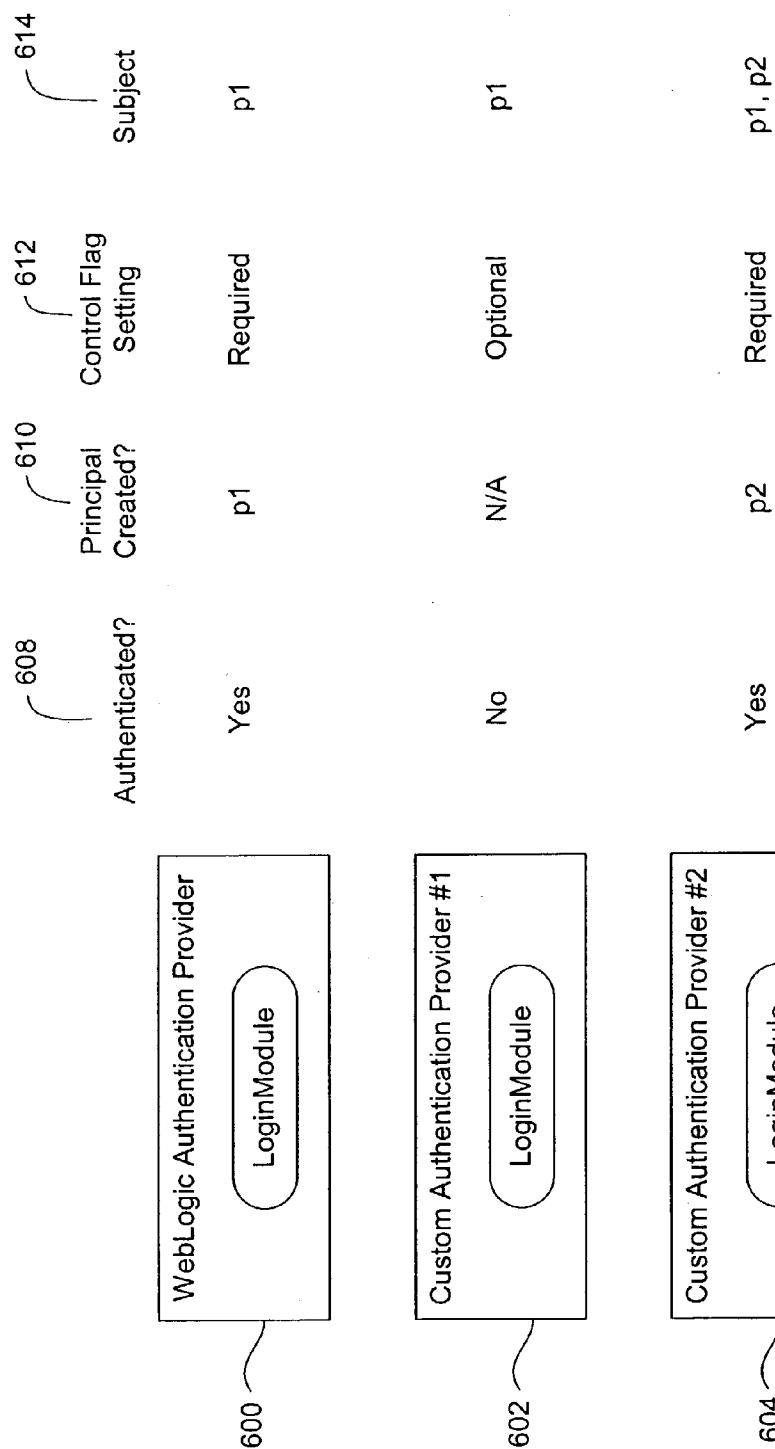 608
610
612
614
Authenticated?
Principal
Created?
Control Flag
Setting
Subject
600
WebLogic Authentication Provider
LoginModule
Yes
p1
Required
p1
602
Custom Authentication Provider #1
LoginModule
No
N/A
Optional
p1
604
Custom Authentication Provider #2
LoginModule
Yes
p2
Required
p1, p2